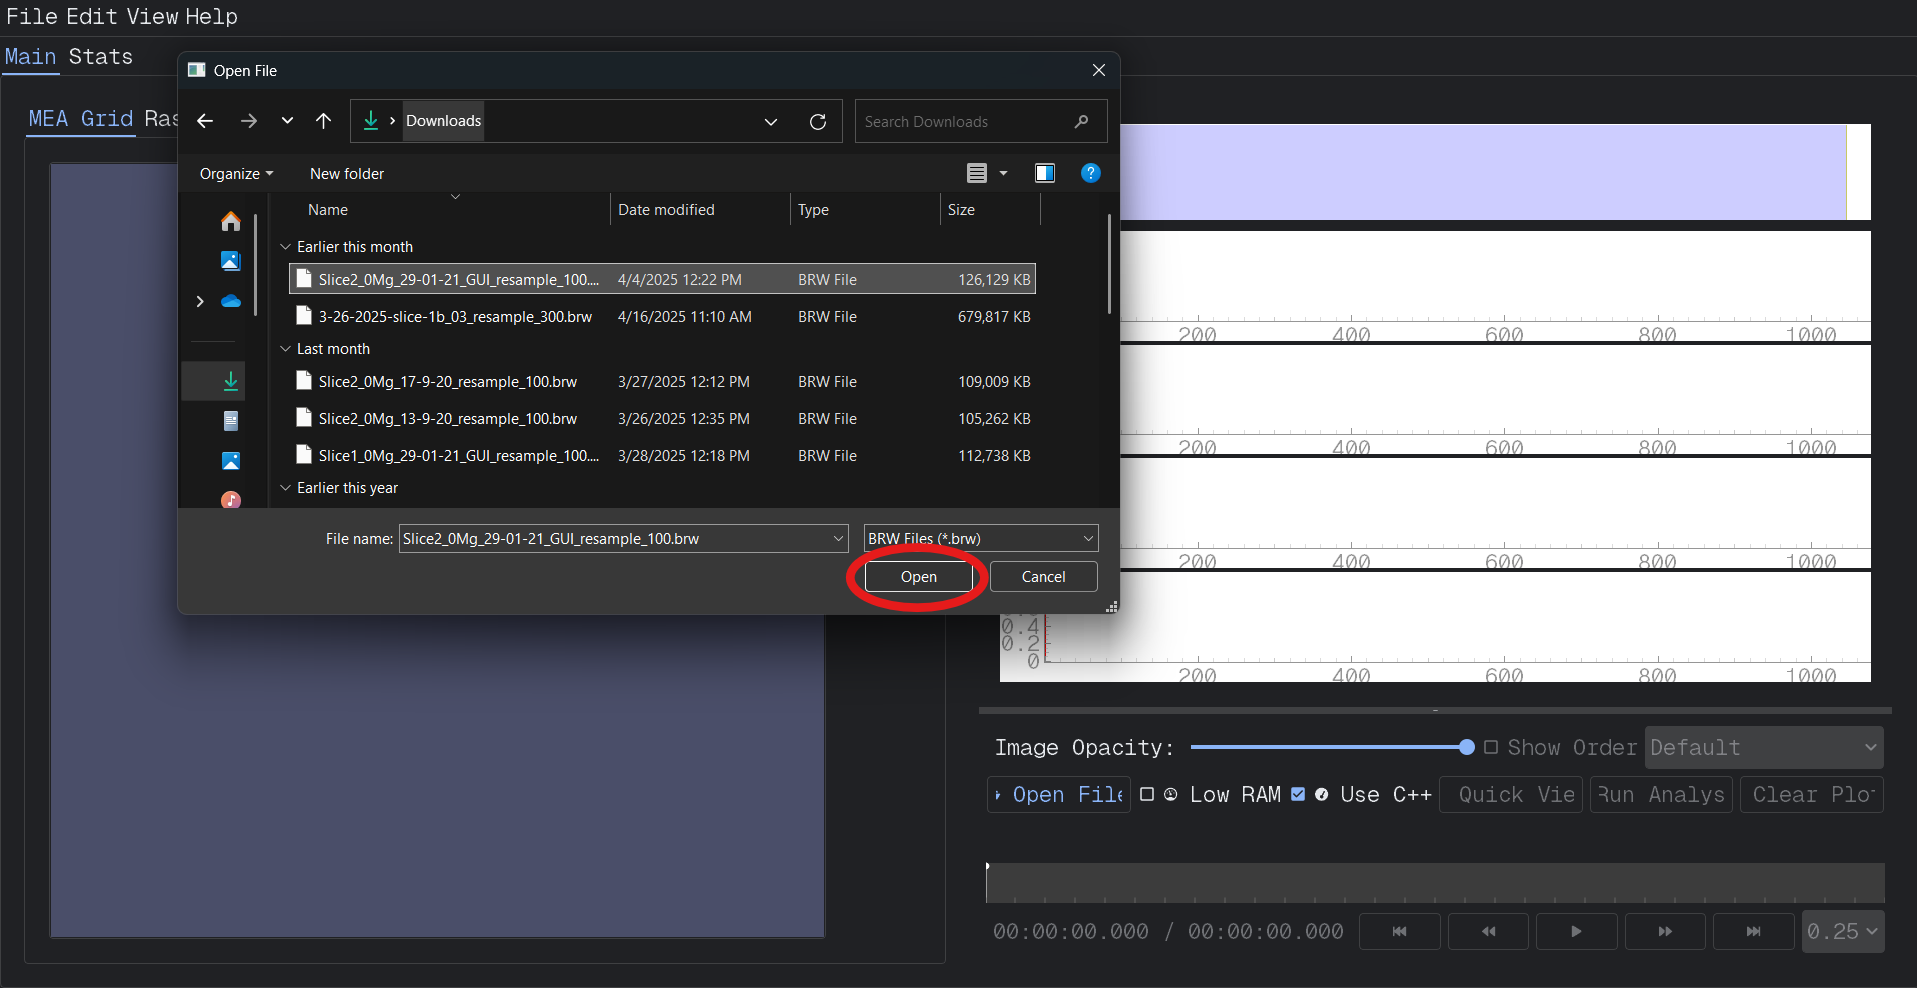 File Edit View Help
Main Stats
Open File
MEA Grid Ras
Downloads
Search Downloads
Organize New folder
Name Date modified Type Size
Earlier this month
Slice2_0Mg_29-01-21_GUI_resample_100.... 4/4/2025 12:22 PM BRW File 126,129 KB
3-26-2025-slice-1b_03_resample_300.brw 4/16/2025 11:10 AM BRW File 679,817 KB
Last month
Slice2_0Mg_17-9-20_resample_100.brw 3/27/2025 12:12 PM BRW File 109,009 KB
Slice2_0Mg_13-9-20_resample_100.brw 3/26/2025 12:35 PM BRW File 105,262 KB
Slice1_0Mg_29-01-21_GUI_resample_100.... 3/28/2025 12:18 PM BRW File 112,738 KB
Earlier this year
File name: Slice2_0Mg_29-01-21_GUI_resample_100.brw BRW Files (*.brw)
Open Cancel
200 400 600 800 1000
200 400 600 800 1000
200 400 600 800 1000
0.4
0.2
0
200 400 600 800 1000
Image Opacity: Show Order Default
Open File Low RAM Use C++ Quick Vie Run Analys Clear Plo
00:00:00.000 / 00:00:00.000 0.25